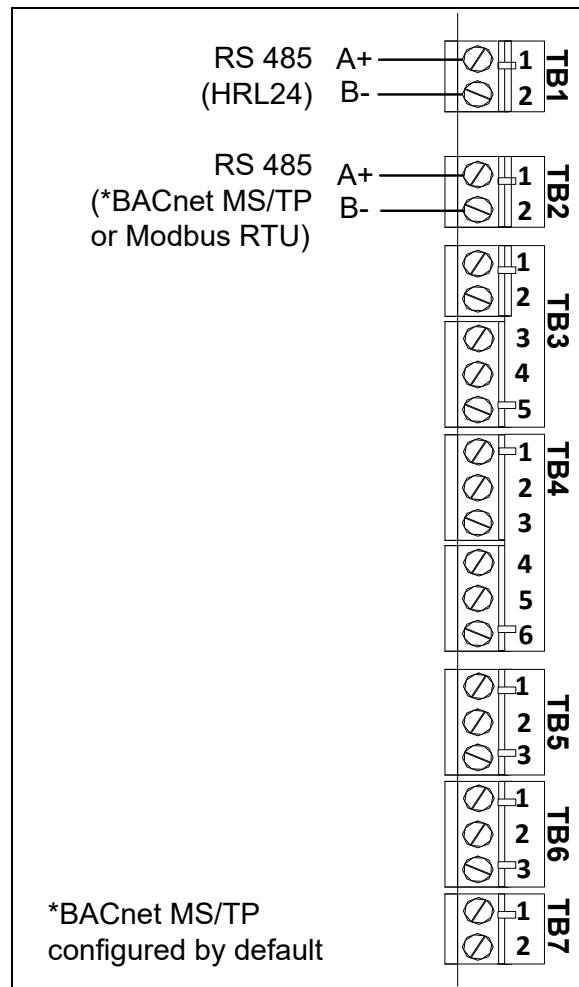 RS 485 A+ 1
(HRL24) B- 2
TB1
RS 485 A+ 1
(*BACnet MS/TP B- 2
or Modbus RTU)
TB2
1
2
3
4
5
TB3
1
2
3
4
5
6
TB4
1
2
3
TB5
1
2
3
TB6
1
2
TB7
*BACnet MS/TP
configured by default